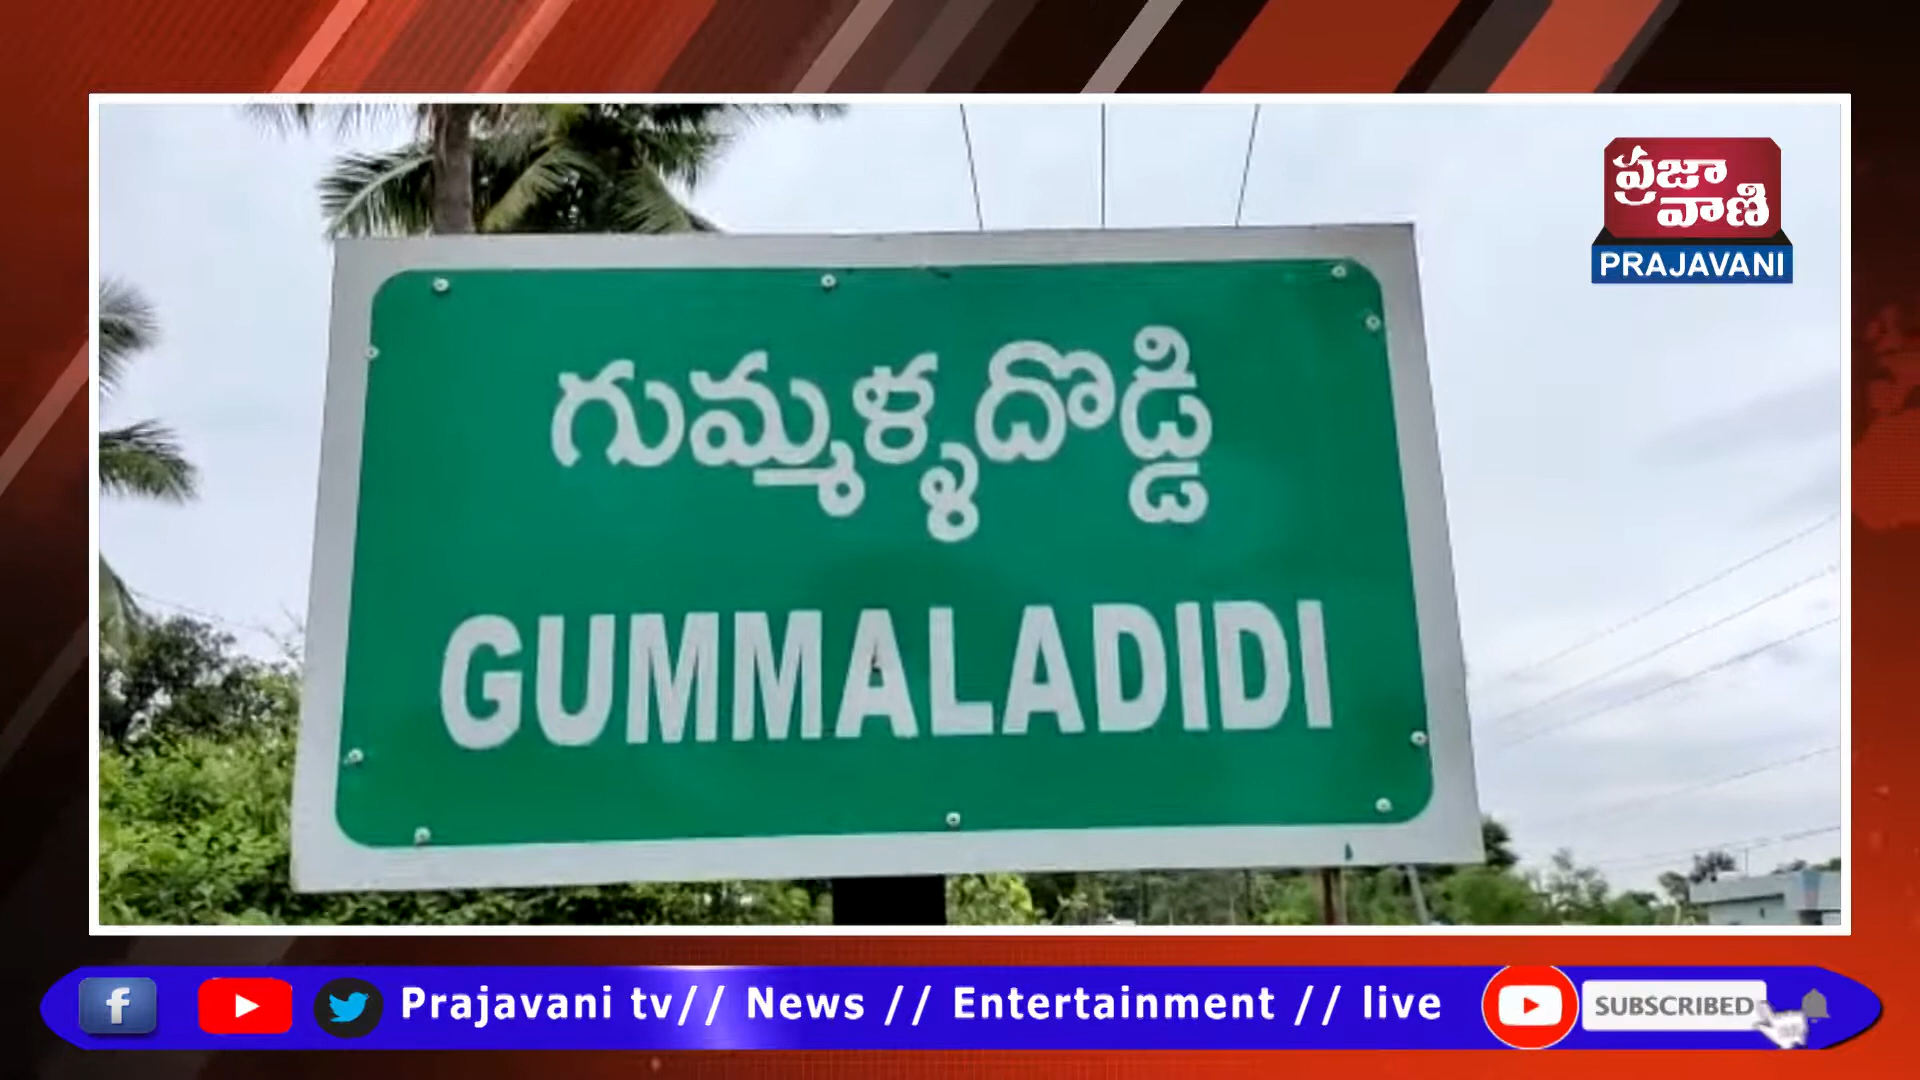 ప్రజా
వాణి
PRAJAVANI
గుమ్మళ్ళదొడ్డి
GUMMALADIDI
Prajavani tv// News // Entertainment // live
SUBSCRIBED